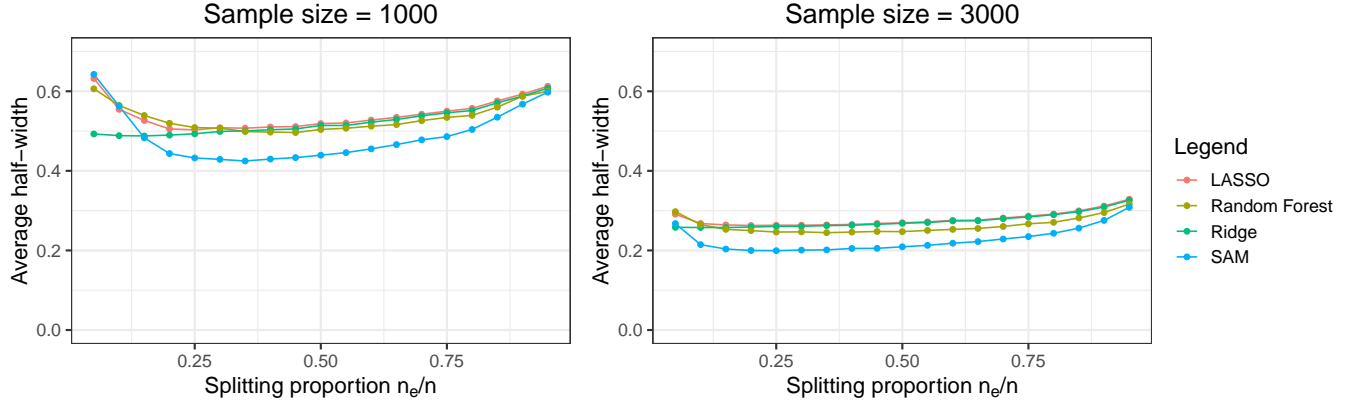 Sample size = 1000
Average half−width
0.6
0.4
0.2
0.0
0.25
0.50
0.75
Splitting proportion nₑ/n
Sample size = 3000
Average half−width
0.6
0.4
0.2
0.0
0.25
0.50
0.75
Splitting proportion nₑ/n
Legend
LASSO
Random Forest
Ridge
SAM